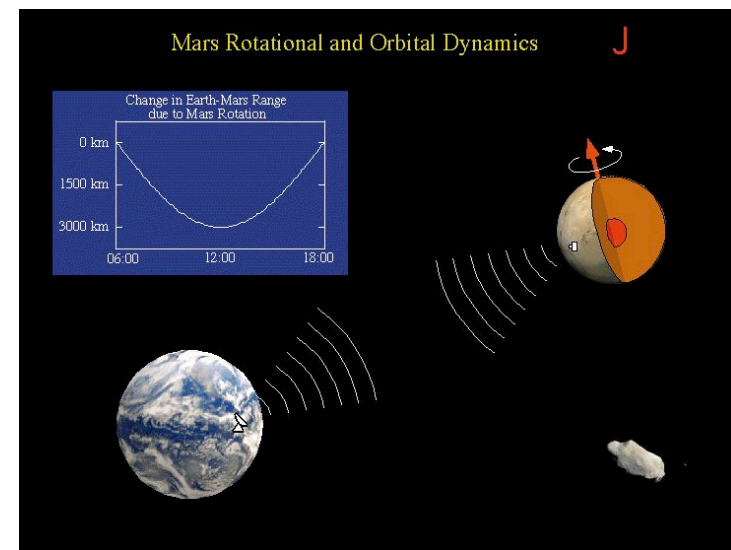 Mars Rotational and Orbital Dynamics J
Change in Earth-Mars Range
due to Mars Rotation
0 km
1500 km
3000 km
06:00 12:00 18:00